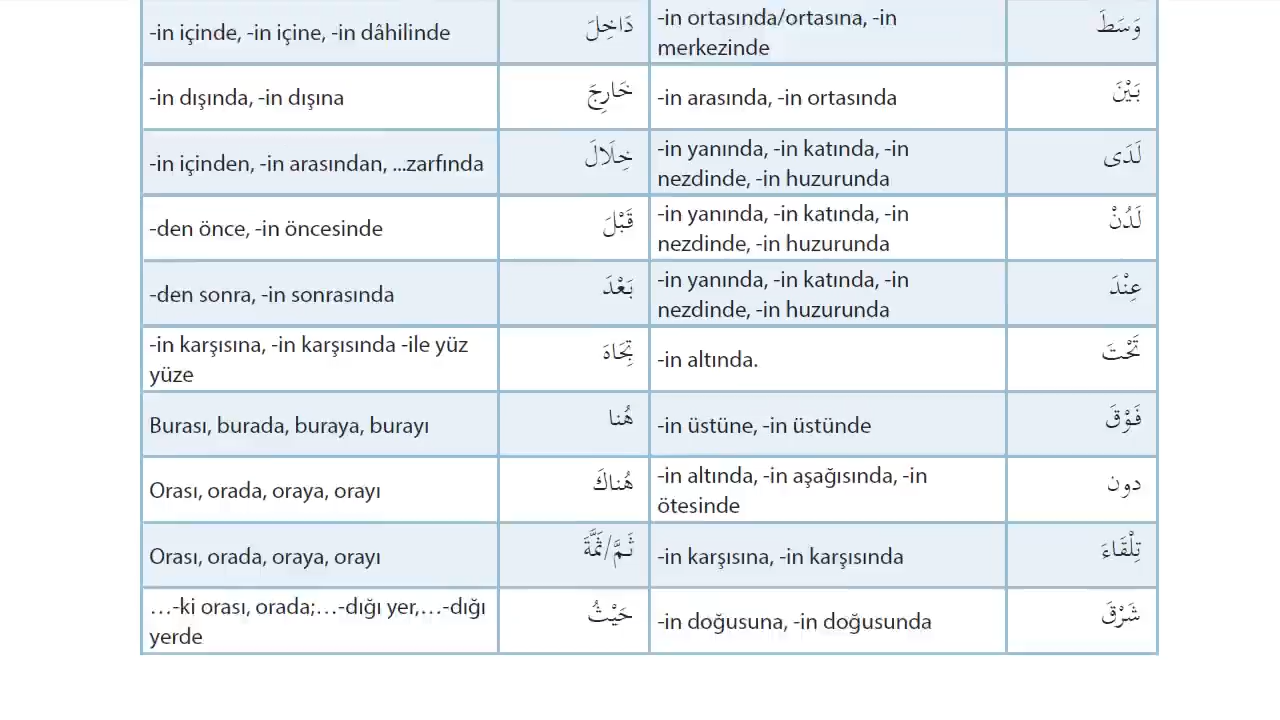 -in içinde, -in içine, -in dâhilinde
دَاخِلَ
-in ortasında/ortasına, -in
merkezinde
وَسَطَ
-in dışında, -in dışına
خَارِجَ
-in arasında, -in ortasında
بَيْنَ
-in içinden, -in arasından, ...zarfında
خِلَالَ
-in yanında, -in katında, -in
nezdinde, -in huzurunda
لَدَى
-den önce, -in öncesinde
قَبْلَ
-in yanında, -in katında, -in
nezdinde, -in huzurunda
لَدُنْ
-den sonra, -in sonrasında
بَعْدَ
-in yanında, -in katında, -in
nezdinde, -in huzurunda
عِنْدَ
-in karşısına, -in karşısında -ile yüz
yüze
تِجَاهَ
-in altında.
تَحْتَ
Burası, burada, buraya, burayı
هُنا
-in üstüne, -in üstünde
فَوْقَ
Orası, orada, oraya, orayı
هُناكَ
-in altında, -in aşağısında, -in
ötesinde
دون
Orası, orada, oraya, orayı
ثَمَّ/ثَمَّةَ
-in karşısına, -in karşısında
تِلْقَاءَ
…-ki orası, orada;…-dığı yer,…-dığı
yerde
حَيْثُ
-in doğusuna, -in doğusunda
شَرْقَ